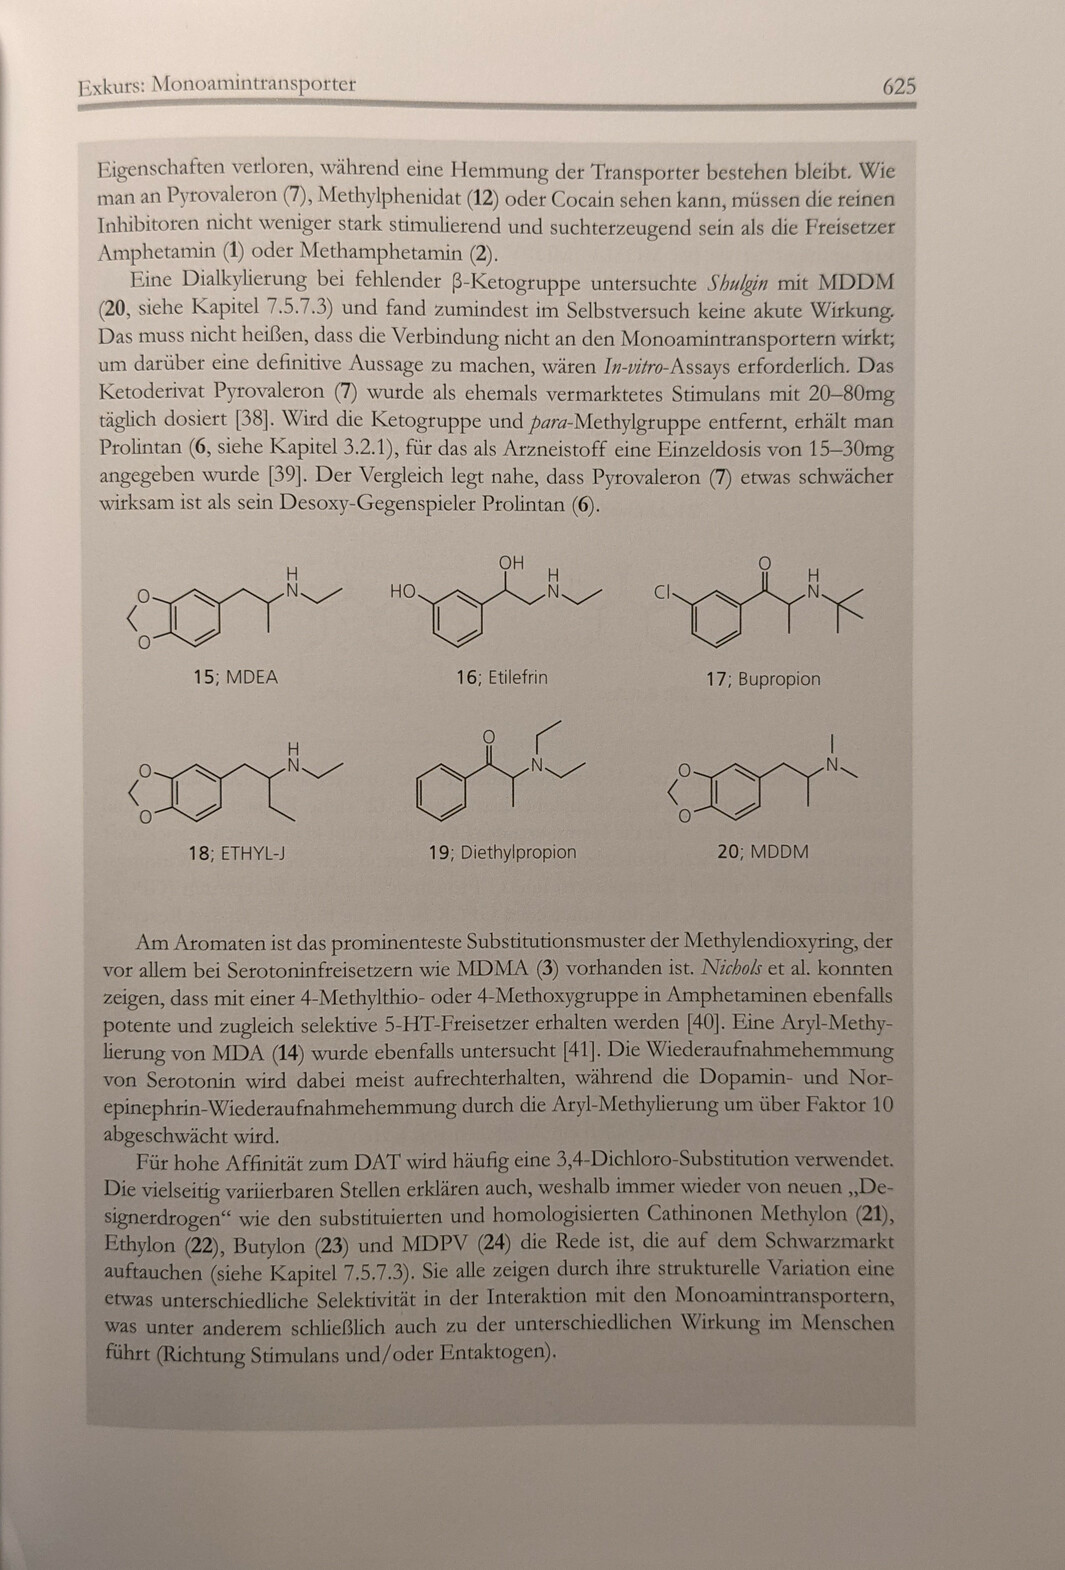 Exkurs: Monoamintransporter 625
Eigenschaften verloren, während eine Hemmung der Transporter bestehen bleibt. Wie
man an Pyrovaleron (7), Methylphenidat (12) oder Cocain sehen kann, müssen die reinen
Inhibitoren nicht weniger stark stimulierend und suchterzeugend sein als die Freisetzer
Amphetamin (1) oder Methamphetamin (2).
Eine Dialkylierung bei fehlender β-Ketogruppe untersuchte Shulgin mit MDDM
(20, siehe Kapitel 7.5.7.3) und fand zumindest im Selbstversuch keine akute Wirkung.
Das muss nicht heißen, dass die Verbindung nicht an den Monoamintransportern wirkt;
um darüber eine definitive Aussage zu machen, wären In-vitro-Assays erforderlich. Das
Ketoderivat Pyrovaleron (7) wurde als ehemals vermarktetes Stimulans mit 20–80mg
täglich dosiert [38]. Wird die Ketogruppe und para-Methylgruppe entfernt, erhält man
Prolintan (6, siehe Kapitel 3.2.1), für das als Arzneistoff eine Einzeldosis von 15–30mg
angegeben wurde [39]. Der Vergleich legt nahe, dass Pyrovaleron (7) etwas schwächer
wirksam ist als sein Desoxy-Gegenspieler Prolintan (6).
O O H N
HO OH H N
Cl O H N
15; MDEA
16; Etilefrin
17; Bupropion
O O H N
O N
O O N
18; ETHYL-J
19; Diethylpropion
20; MDDM
Am Aromaten ist das prominenteste Substitutionsmuster der Methylendioxyring, der
vor allem bei Serotoninfreisetzern wie MDMA (3) vorhanden ist. Nichols et al. konnten
zeigen, dass mit einer 4-Methylthio- oder 4-Methoxygruppe in Amphetaminen ebenfalls
potente und zugleich selektive 5-HT-Freisetzer erhalten werden [40]. Eine Aryl-Methy-
lierung von MDA (14) wurde ebenfalls untersucht [41]. Die Wiederaufnahmehemmung
von Serotonin wird dabei meist aufrechterhalten, während die Dopamin- und Nor-
epinephrin-Wiederaufnahmehemmung durch die Aryl-Methylierung um über Faktor 10
abgeschwächt wird.
Für hohe Affinität zum DAT wird häufig eine 3,4-Dichloro-Substitution verwendet.
Die vielseitig variierbaren Stellen erklären auch, weshalb immer wieder von neuen „De-
signerdrogen“ wie den substituierten und homologisierten Cathinonen Methylon (21),
Ethylon (22), Butylon (23) und MDPV (24) die Rede ist, die auf dem Schwarzmarkt
auftauchen (siehe Kapitel 7.5.7.3). Sie alle zeigen durch ihre strukturelle Variation eine
etwas unterschiedliche Selektivität in der Interaktion mit den Monoamintransportern,
was unter anderem schließlich auch zu der unterschiedlichen Wirkung im Menschen
führt (Richtung Stimulans und/oder Entaktogen).